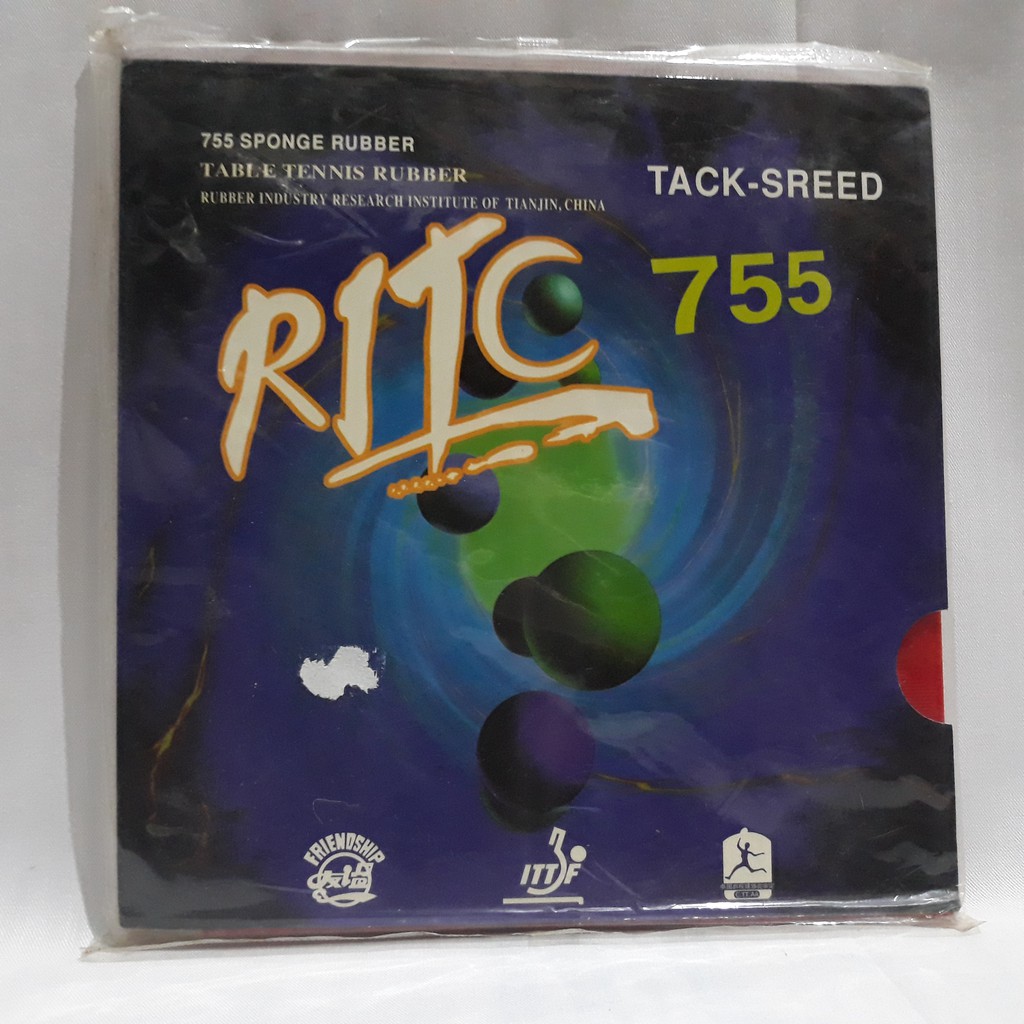 755 SPONGE RUBBER
TABLE TENNIS RUBBER
RUBBER INDUSTRY RESEARCH INSTITUTE OF TIANJIN, CHINA
TACK-SREED
RITC
755
FRIENDSHIP
友谊
ITTF